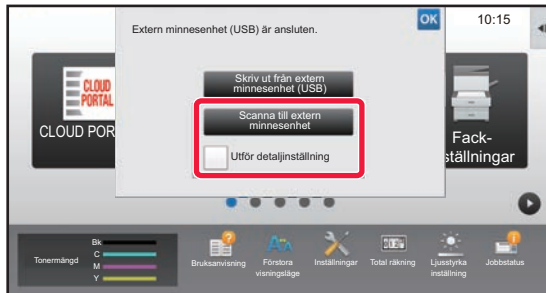 Extern minnesenhet (USB) är ansluten.
OK
10:15
Skriv ut från extern
minnesenhet (USB)
Scanna till extern
minnesenhet
Utför detaljinställning
CLOUD
PORTAL
CLOUD POR
Fack-
ställningar
Tonermängd
Bk
C
M
Y
Bruksanvisning
Förstora
visningsläge
Inställningar
Total räkning
Ljusstyrka
inställning
Jobbstatus